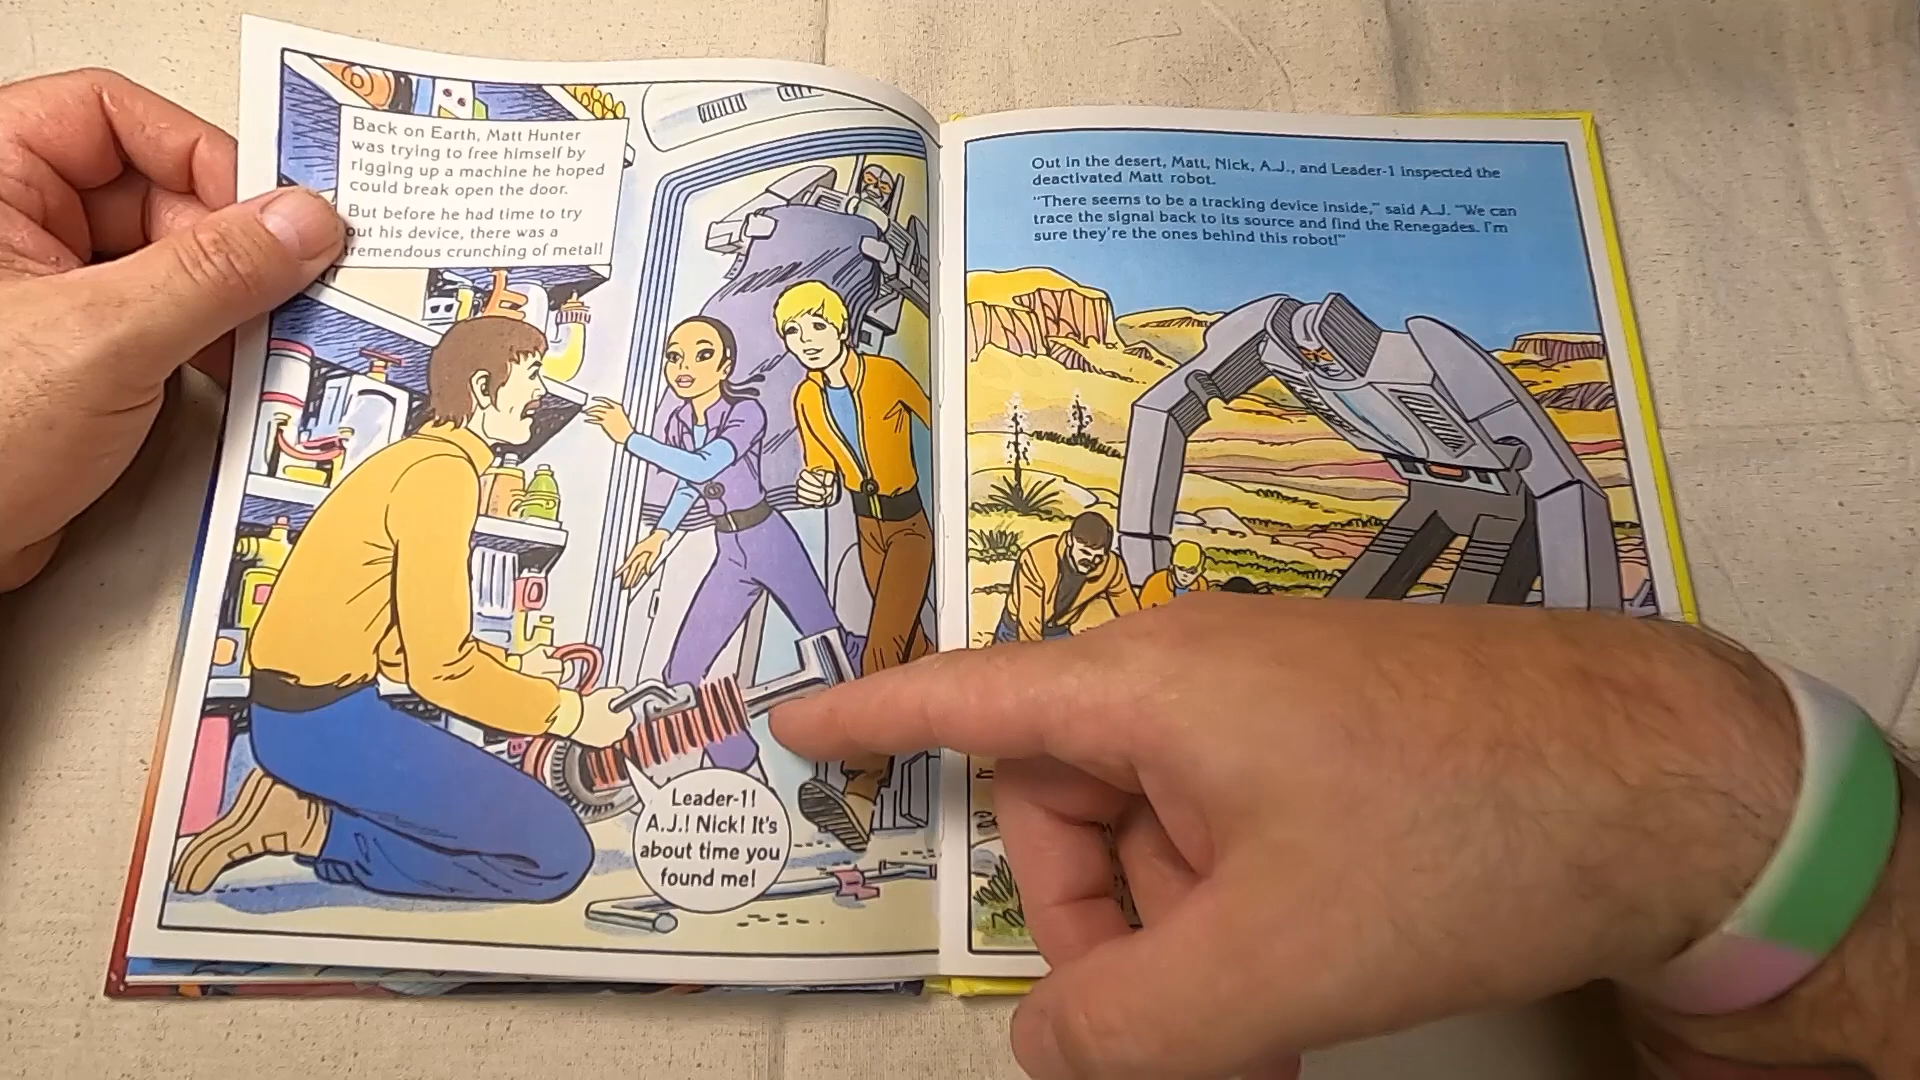 Back on Earth, Matt Hunter
was trying to free himself by
rigging up a machine he hoped
could break open the door.
But before he had time to try
out his device, there was a
tremendous crunching of metal!
Leader-1!
A.J.! Nick! It's
about time you
found me!
Out in the desert, Matt, Nick, A.J., and Leader-1 inspected the
deactivated Matt robot.
"There seems to be a tracking device inside," said A.J. "We can
trace the signal back to its source and find the Renegades. I'm
sure they're the ones behind this robot!"